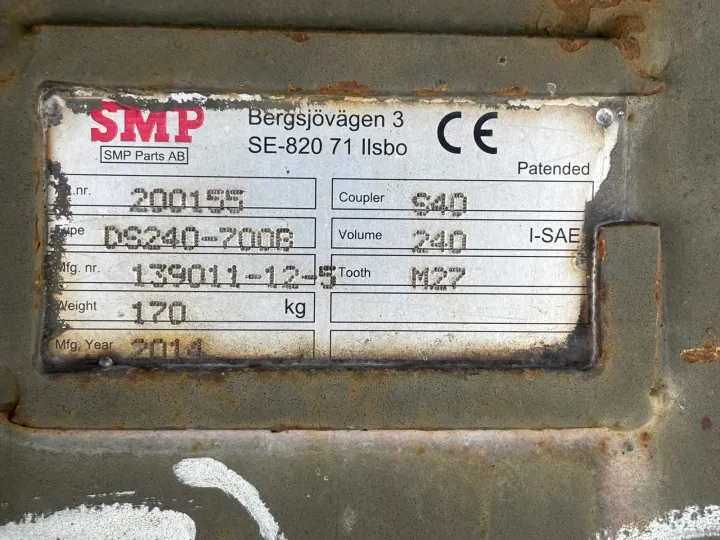 SMP
SMP Parts AB
Bergsjövägen 3
SE-820 71 Ilsbo
CE
Patended
.nr. 200155
Coupler S40
Type DS240-700B
Volume 240 I-SAE
Mfg. nr. 139011-12-5
Tooth M27
Weight 170 kg
Mfg. Year 2014